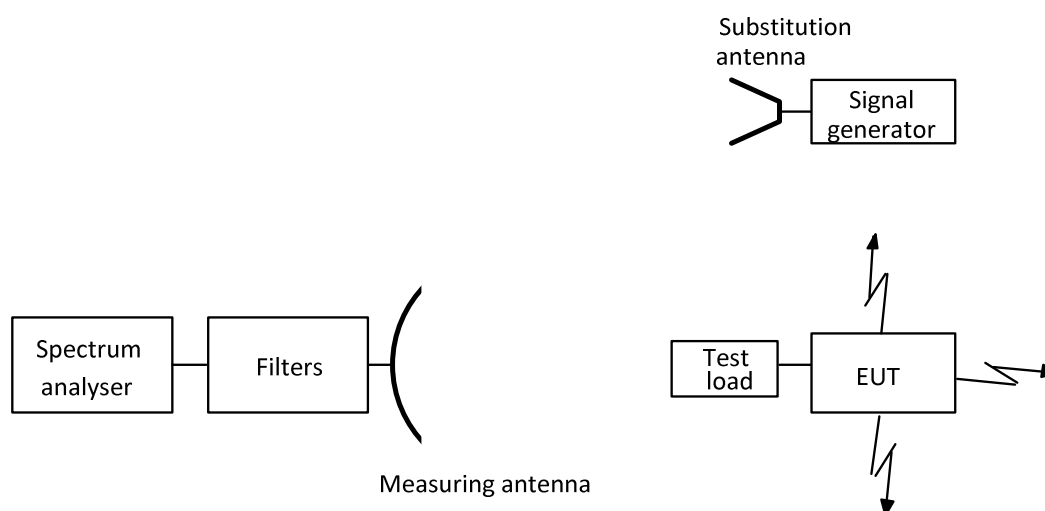 Substitution
antenna
Signal
generator
Spectrum
analyser
Filters
Test
load
EUT
Measuring antenna